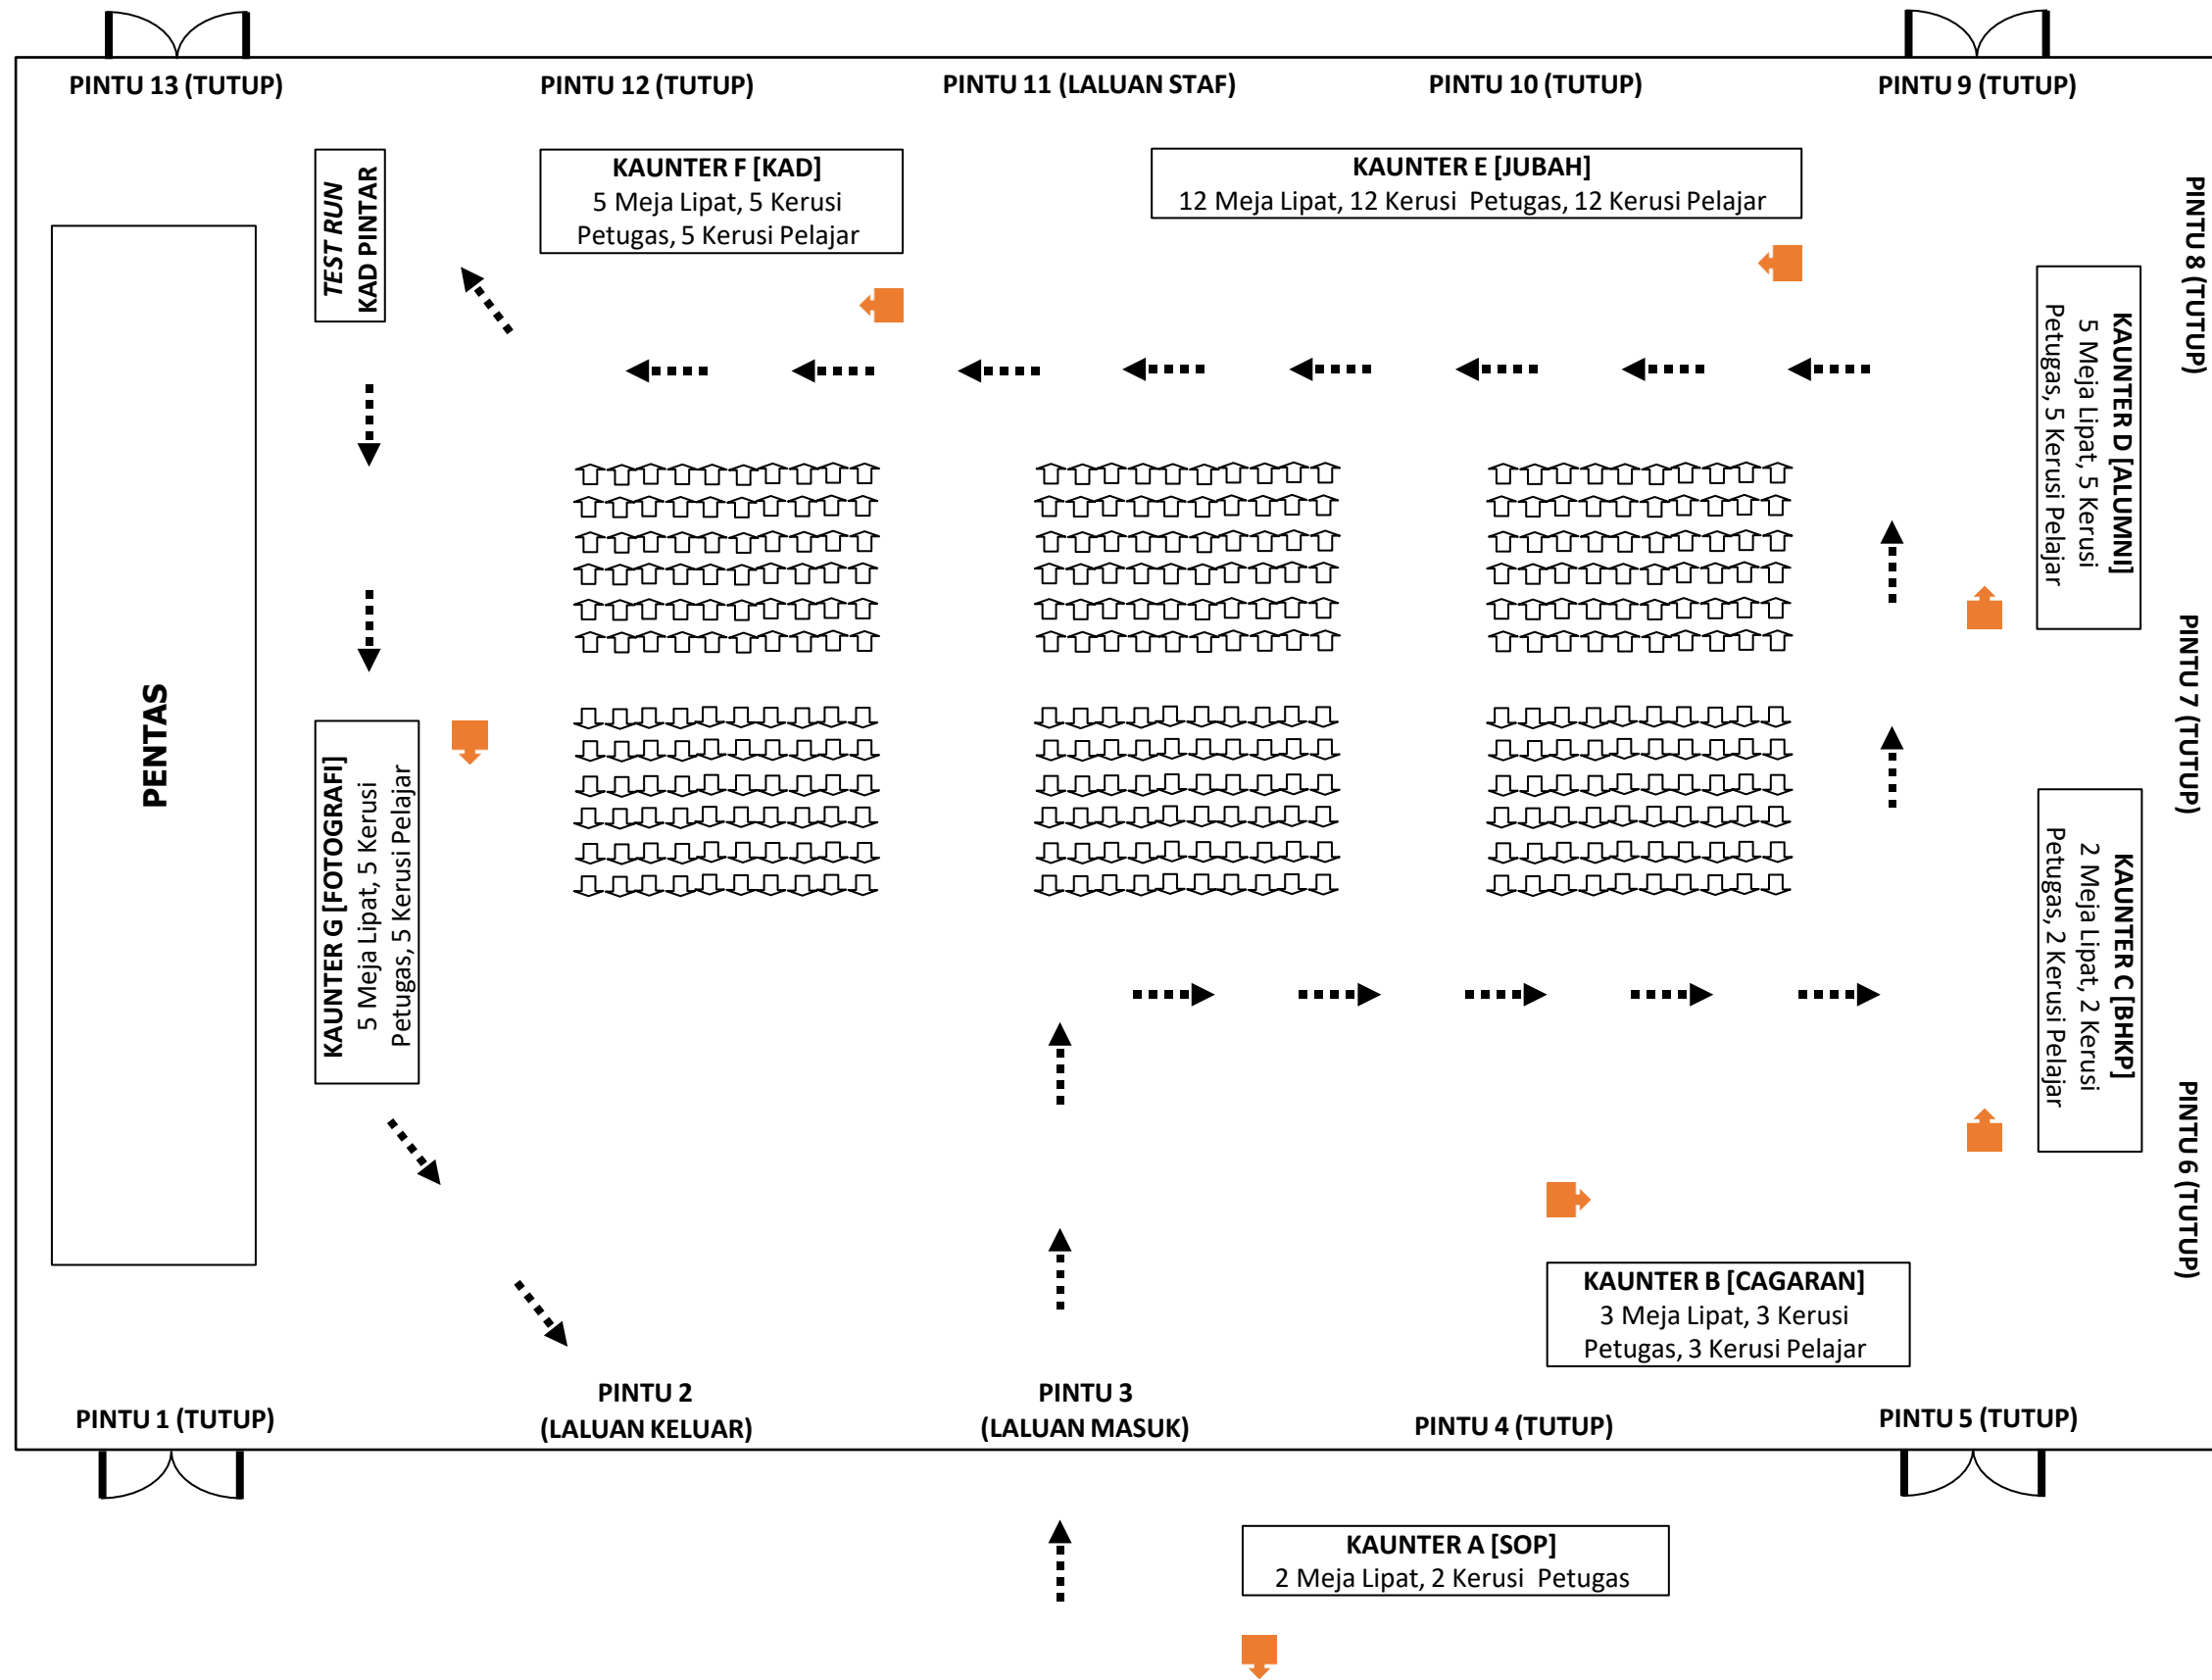 PINTU 13 (TUTUP)
PINTU 12 (TUTUP)
PINTU 11 (LALUAN STAF)
PINTU 10 (TUTUP)
PINTU 9 (TUTUP)
TEST RUN
KAD PINTAR
KAUNTER F [KAD]
5 Meja Lipat, 5 Kerusi
Petugas, 5 Kerusi Pelajar
KAUNTER E [JUBAH]
12 Meja Lipat, 12 Kerusi Petugas, 12 Kerusi Pelajar
PINTU 8 (TUTUP)
KAUNTER D [ALUMNI]
5 Meja Lipat, 5 Kerusi
Petugas, 5 Kerusi Pelajar
PINTU 7 (TUTUP)
PENTAS
KAUNTER G [FOTOGRAFI]
5 Meja Lipat, 5 Kerusi
Petugas, 5 Kerusi Pelajar
KAUNTER C [BHKP]
2 Meja Lipat, 2 Kerusi
Petugas, 2 Kerusi Pelajar
PINTU 6 (TUTUP)
KAUNTER B [CAGARAN]
3 Meja Lipat, 3 Kerusi
Petugas, 3 Kerusi Pelajar
PINTU 1 (TUTUP)
PINTU 2
(LALUAN KELUAR)
PINTU 3
(LALUAN MASUK)
PINTU 4 (TUTUP)
PINTU 5 (TUTUP)
KAUNTER A [SOP]
2 Meja Lipat, 2 Kerusi Petugas